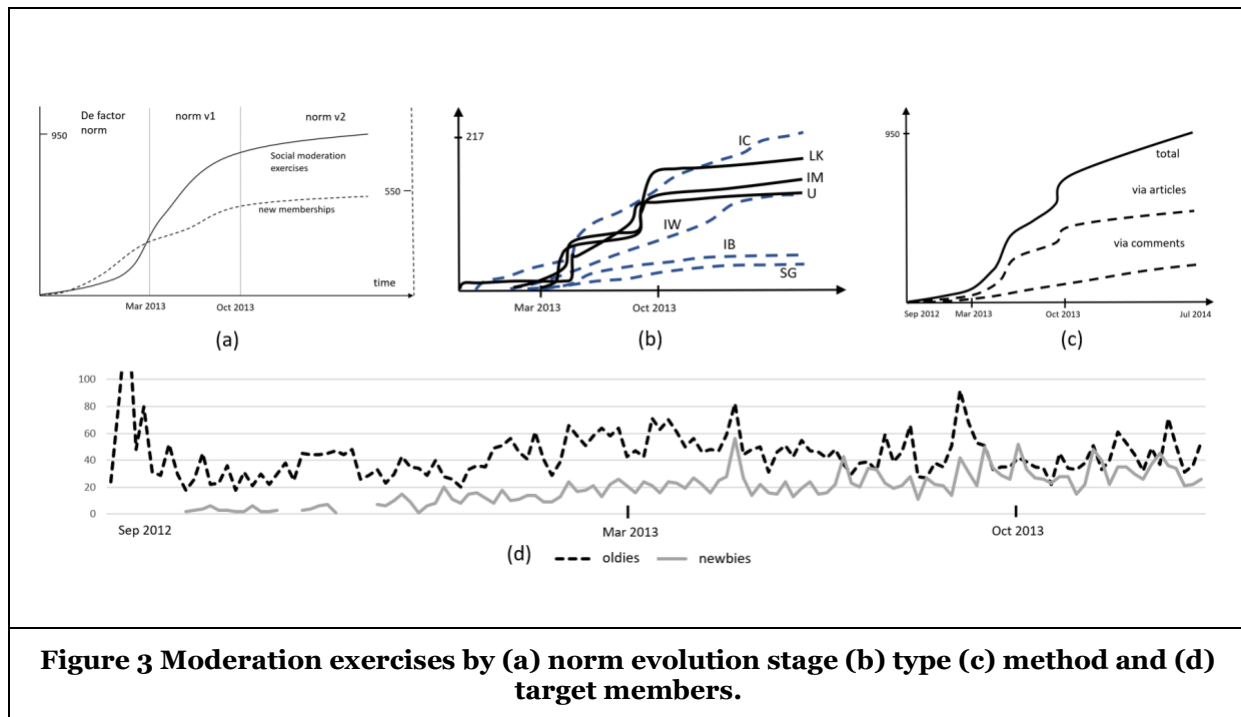 De factor
norm
norm v1
norm v2
950
Social moderation
exercises
550
new memberships
time
Mar 2013
Oct 2013
(a)
217
IC
LK
IM
U
IW
IB
SG
Mar 2013
Oct 2013
(b)
950
total
via articles
via comments
Sep 2012
Mar 2013
Oct 2013
Jul 2014
(c)
100
80
60
40
20
0
Sep 2012
Mar 2013
Oct 2013
(d)
oldies
newbies
Figure 3 Moderation exercises by (a) norm evolution stage (b) type (c) method and (d)
target members.